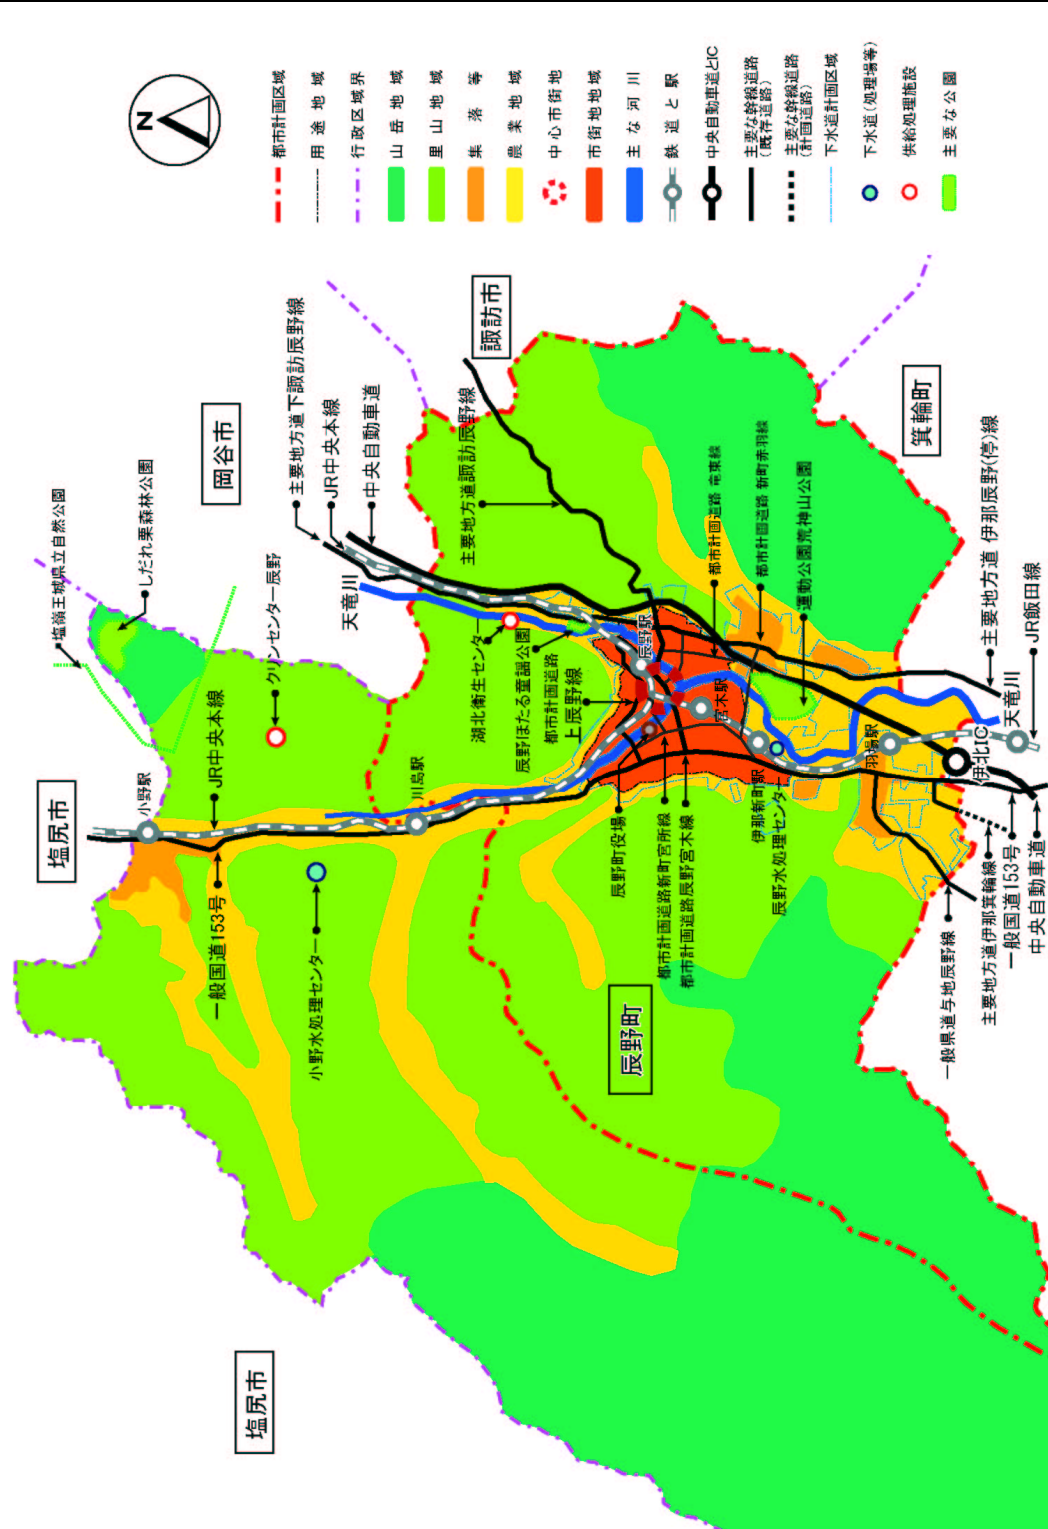 N
都市計画区域
用途地域
行政区域界
山岳地域
里山地域
集落等
農業地域
中心市街地
市街地地域
主な河川
鉄道と駅
中央自動車道とIC
主要な幹線道路
(既存道路)
主要な幹線道路
(計画道路)
下水道計画区域
下水道(処理場等)
供給処理施設
主要な公園
諏訪市
岡谷市
箕輪町
塩尻市
辰野町
塩尻市
塩嶺王城県立自然公園
しだれ栗森林公園
クリンセンター辰野
主要地方道下諏訪辰野線
JR中央本線
中央自動車道
天竜川
主要地方道諏訪辰野線
湖北衛生センター
辰野ほたる童謡公園
都市計画道路
上辰野線
辰野駅
都市計画道路 竜東線
都市計画道路 新町赤羽線
運動公園荒神山公園
主要地方道 伊那辰野(停)線
JR飯田線
天竜川
小野駅
JR中央本線
川島駅
一般国道153号
小野水処理センター
辰野町役場
都市計画道路新町宮所線
都市計画道路辰野宮木線
宮木駅
伊那新町駅
辰野水処理センター
羽場駅
伊北IC
一般県道与地辰野線
主要地方道伊那箕輪線
一般国道153号
中央自動車道